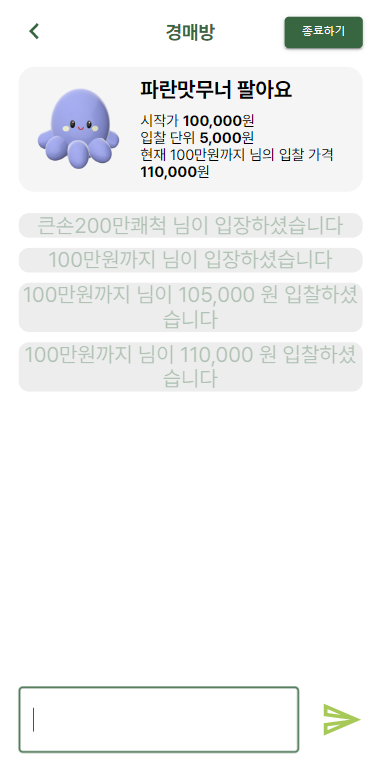 경매방
종료하기
파란맛무너 팔아요
시작가 100,000원
입찰 단위 5,000원
현재 100만원까지 님의 입찰 가격
110,000원
큰손200만쾌척 님이 입장하셨습니다
100만원까지 님이 입장하셨습니다
100만원까지 님이 105,000 원 입찰하셨
습니다
100만원까지 님이 110,000 원 입찰하셨
습니다